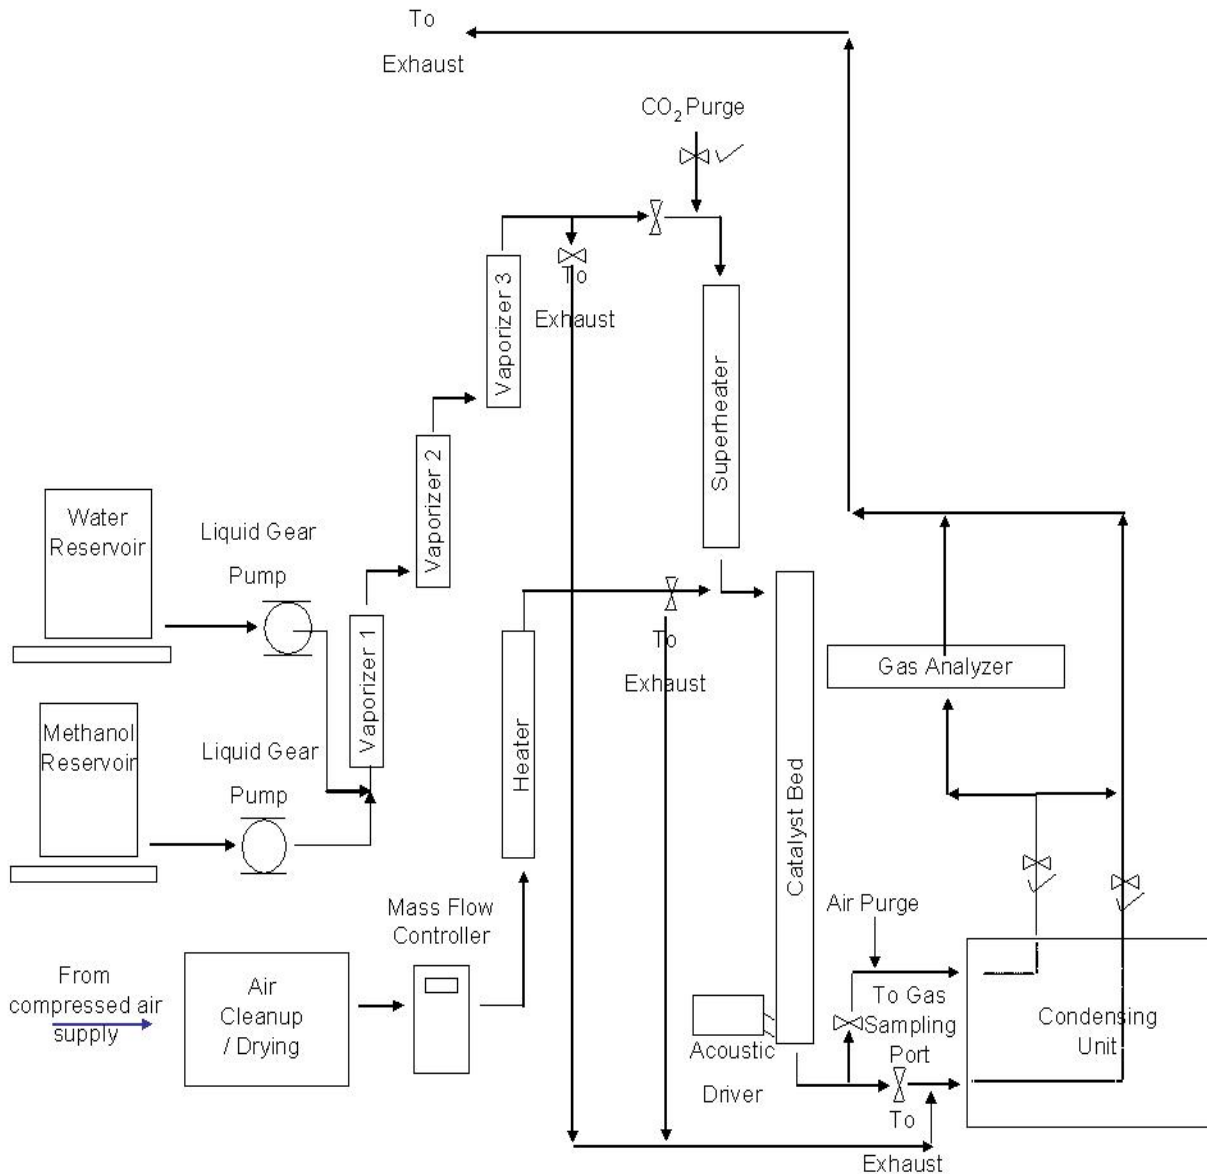 To
Exhaust
CO2 Purge
To
Exhaust
Vaporizer 3
Superheater
Vaporizer 2
Water
Reservoir
Liquid Gear
Pump
Vaporizer 1
To
Exhaust
Gas Analyzer
Methanol
Reservoir
Liquid Gear
Pump
Heater
Catalyst Bed
Mass Flow
Controller
Air Purge
From
compressed air
supply
Air
Cleanup
/ Drying
To Gas
Sampling
Port
Condensing
Unit
Acoustic
Driver
To
Exhaust